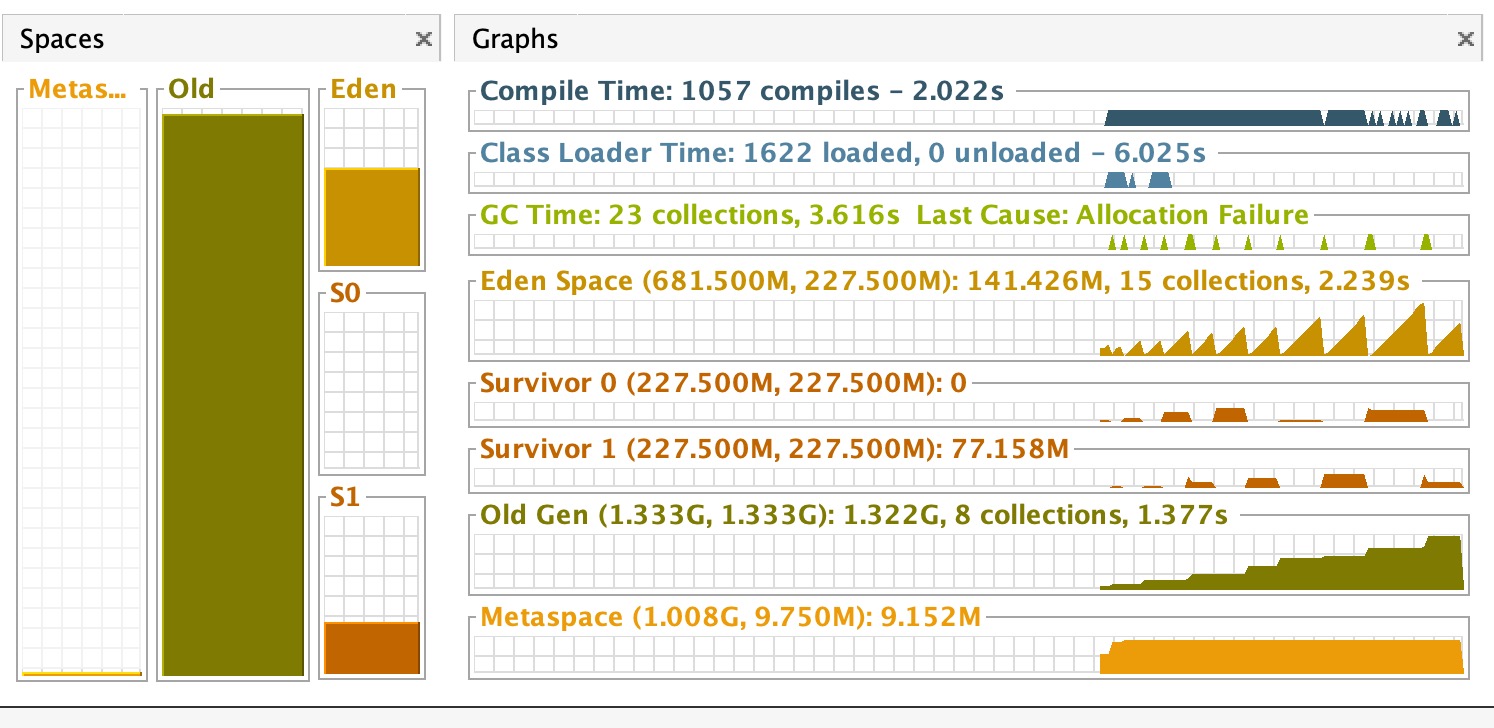 Spaces
Metas...
Old
Eden
S0
S1
Graphs
Compile Time: 1057 compiles – 2.022s
Class Loader Time: 1622 loaded, 0 unloaded – 6.025s
GC Time: 23 collections, 3.616s Last Cause: Allocation Failure
Eden Space (681.500M, 227.500M): 141.426M, 15 collections, 2.239s
Survivor 0 (227.500M, 227.500M): 0
Survivor 1 (227.500M, 227.500M): 77.158M
Old Gen (1.333G, 1.333G): 1.322G, 8 collections, 1.377s
Metaspace (1.008G, 9.750M): 9.152M